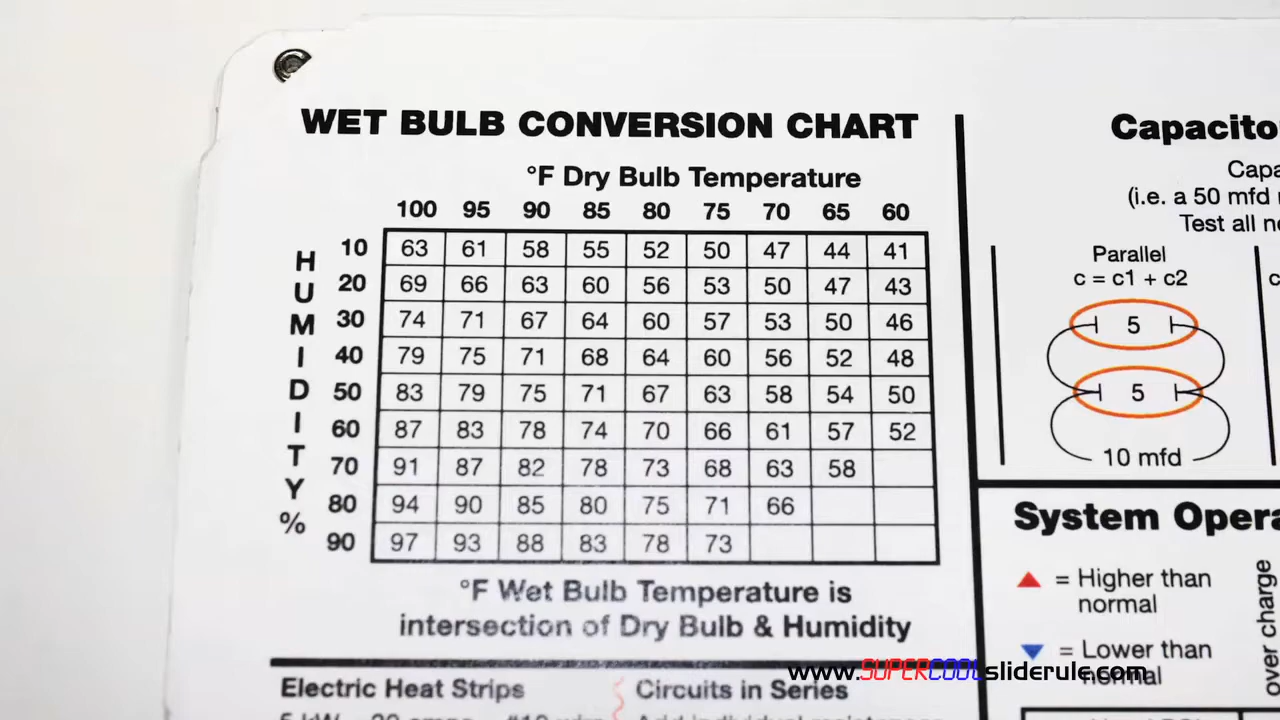 WET BULB CONVERSION CHART
°F Dry Bulb Temperature
100 95 90 85 80 75 70 65 60
HUMIDITY %
10 63 61 58 55 52 50 47 44 41
20 69 66 63 60 56 53 50 47 43
30 74 71 67 64 60 57 53 50 46
40 79 75 71 68 64 60 56 52 48
50 83 79 75 71 67 63 58 54 50
60 87 83 78 74 70 66 61 57 52
70 91 87 82 78 73 68 63 58
80 94 90 85 80 75 71 66
90 97 93 88 83 78 73
°F Wet Bulb Temperature is
intersection of Dry Bulb & Humidity
Electric Heat Strips
Circuits in Series
Capacito
Capa
(i.e. a 50 mfd
Test all
Parallel
c = c1 + c2
5
5
10 mfd
System Opera
= Higher than
normal
= Lower than
normal
over charge
www.SUPERCOOLsliderule.com